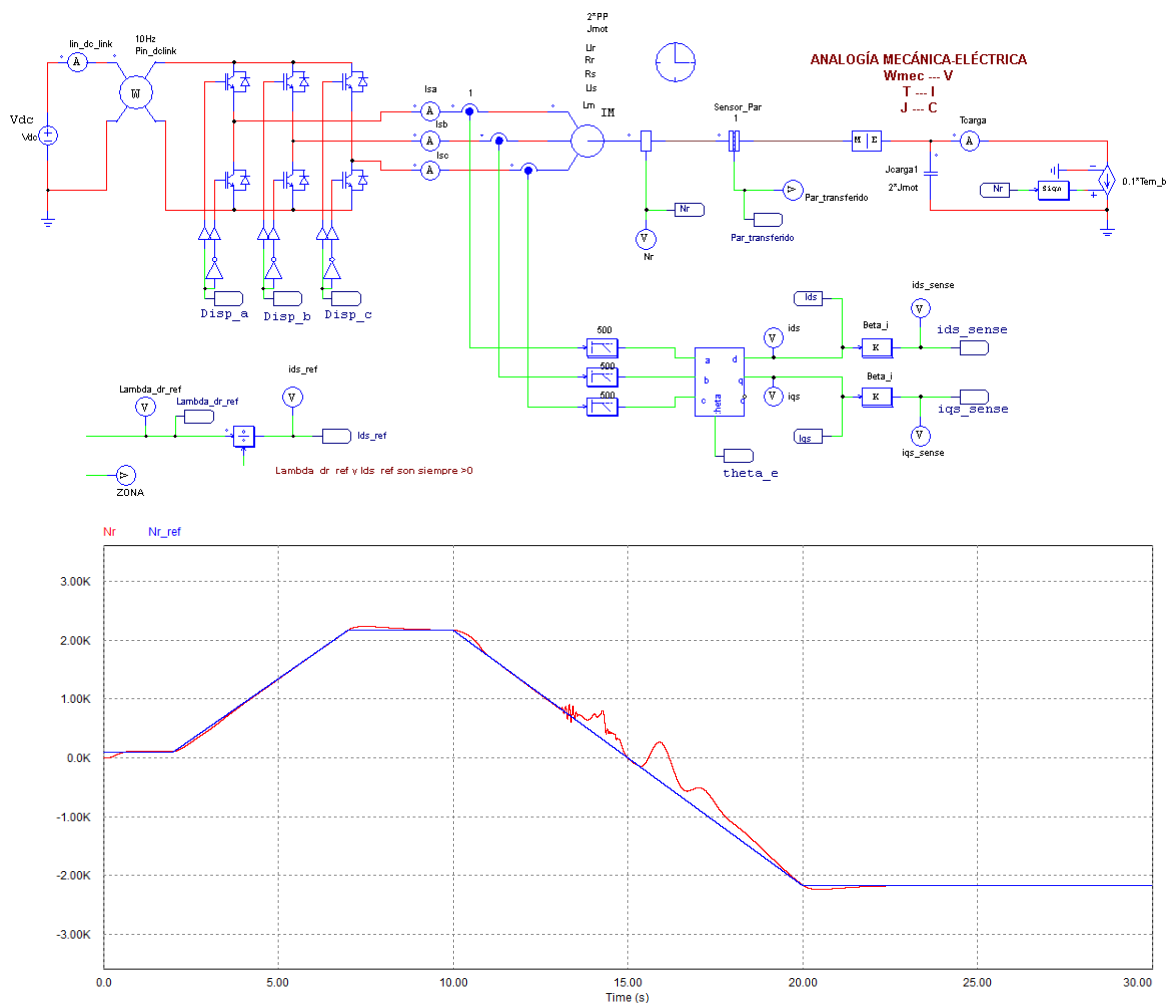 2*PP
Jmot
Llr
Rr
Rs
Lls
Lm
IM
Iin_dc_link
A
10Hz
Pin_dclink
W
Vdc
Vdc
Isa
A
1
Isb
A
Isc
A
Sensor_Par
1
ANALOGÍA MECÁNICA-ELÉCTRICA
Wmec --- V
T --- I
J --- C
M E
Tcarga
A
Jcarga1
2*Jmot
Nr
Sign
0.1*Tem_b
Nr
V
Nr
Par_transferido
Par_transferido
Disp_a
Disp_b
Disp_c
500
500
500
a
b
c
d
q
o
theta_e
Ids
ids
V
Beta_i
K
ids_sense
V
ids_sense
iqs
V
Iqs
Beta_i
K
iqs_sense
V
iqs_sense
Lambda_dr_ref
V
Lambda_dr_ref
ids_ref
V
Ids_ref
ZONA
Lambda_dr_ref y Ids_ref son siempre >0
Nr Nr_ref
3.00K
2.00K
1.00K
0.0K
-1.00K
-2.00K
-3.00K
0.0 5.00 10.00 15.00 20.00 25.00 30.00
Time (s)